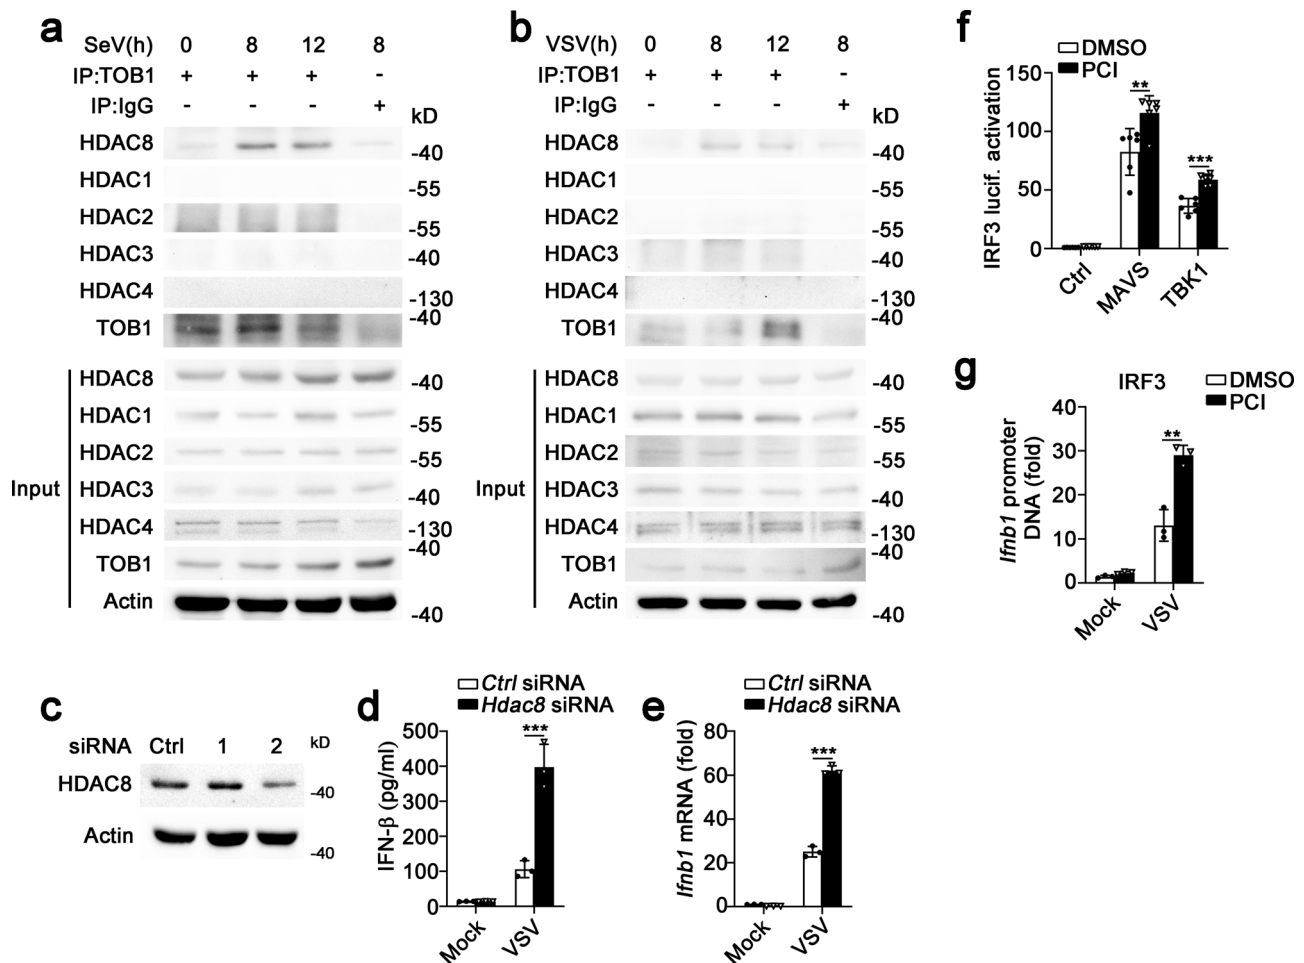 a
SeV(h) 0 8 12 8
IP:TOB1 + + + -
IP:IgG - - - +
kD
HDAC8 -40
HDAC1 -55
HDAC2 -55
HDAC3 -40
HDAC4 -130
TOB1 -40
Input
HDAC8 -40
HDAC1 -55
HDAC2 -55
HDAC3 -40
HDAC4 -130
TOB1 -40
Actin -40
b
VSV(h) 0 8 12 8
IP:TOB1 + + + -
IP:IgG - - - +
kD
HDAC8 -40
HDAC1 -55
HDAC2 -55
HDAC3 -40
HDAC4 -130
TOB1 -40
Input
HDAC8 -40
HDAC1 -55
HDAC2 -55
HDAC3 -40
HDAC4 -130
TOB1 -40
Actin -40
c
siRNA Ctrl 1 2 kD
HDAC8 -40
Actin -40
d
Ctrl siRNA
Hdac8 siRNA
IFN-β (pg/ml)
500
400
300
200
100
0
***
Mock VSV
e
Ctrl siRNA
Hdac8 siRNA
Ifnb1 mRNA (fold)
80
60
40
20
0
***
Mock VSV
f
DMSO
PCI
IRF3 lucif. activation
150
100
50
0
**
***
Ctrl MAVS TBK1
g
IRF3
DMSO
PCI
Ifnb1 promoter
DNA (fold)
40
30
20
10
0
**
Mock VSV